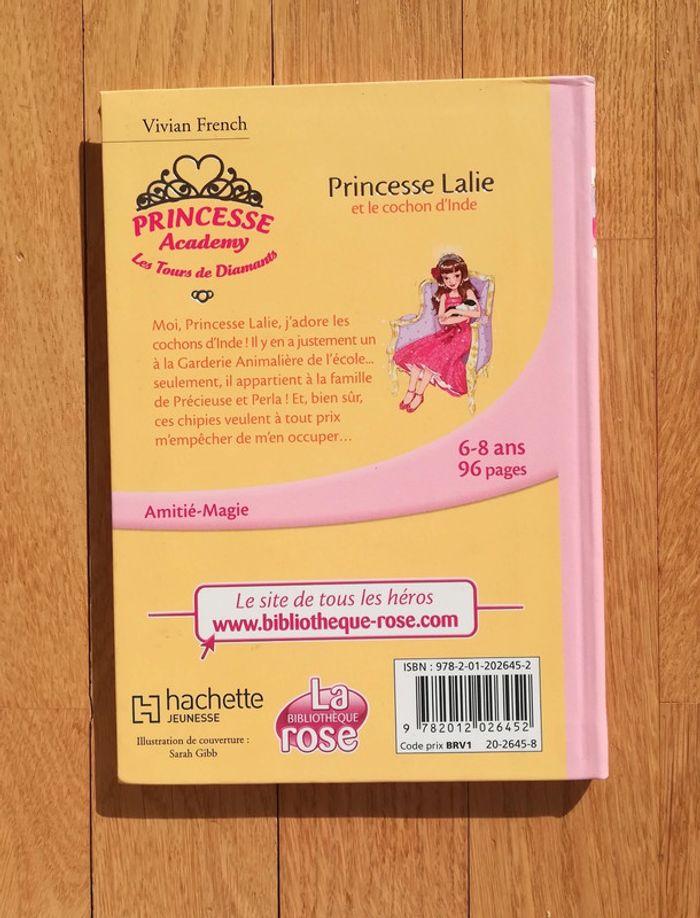 Vivian French
PRINCESSE
Academy
Les Tours de Diamants
Princesse Lalie
et le cochon d'Inde
Moi, Princesse Lalie, j'adore les
cochons d'Inde ! Il y en a justement un
à la Garderie Animalière de l'école...
seulement, il appartient à la famille
de Précieuse et Perla ! Et, bien sûr,
ces chipies veulent à tout prix
m'empêcher de m'en occuper...
6-8 ans
96 pages
Amitié-Magie
Le site de tous les héros
www.bibliotheque-rose.com
hachette
JEUNESSE
Illustration de couverture :
Sarah Gibb
La
BIBLIOTHÈQUE
rose
ISBN : 978-2-01-202645-2
9 782012 026452
Code prix BRV1 20-2645-8